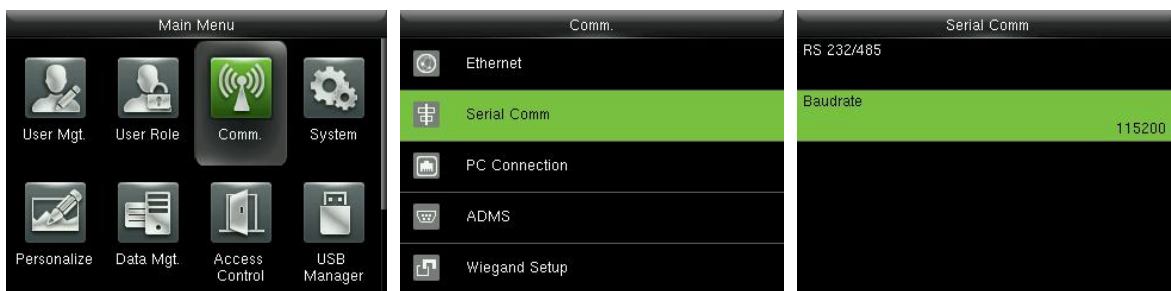 Main Menu
User Mgt.
User Role
Comm.
System
Personalize
Data Mgt.
Access
Control
USB
Manager
Comm.
Ethernet
Serial Comm
PC Connection
ADMS
Wiegand Setup
Serial Comm
RS 232/485
Baudrate
115200